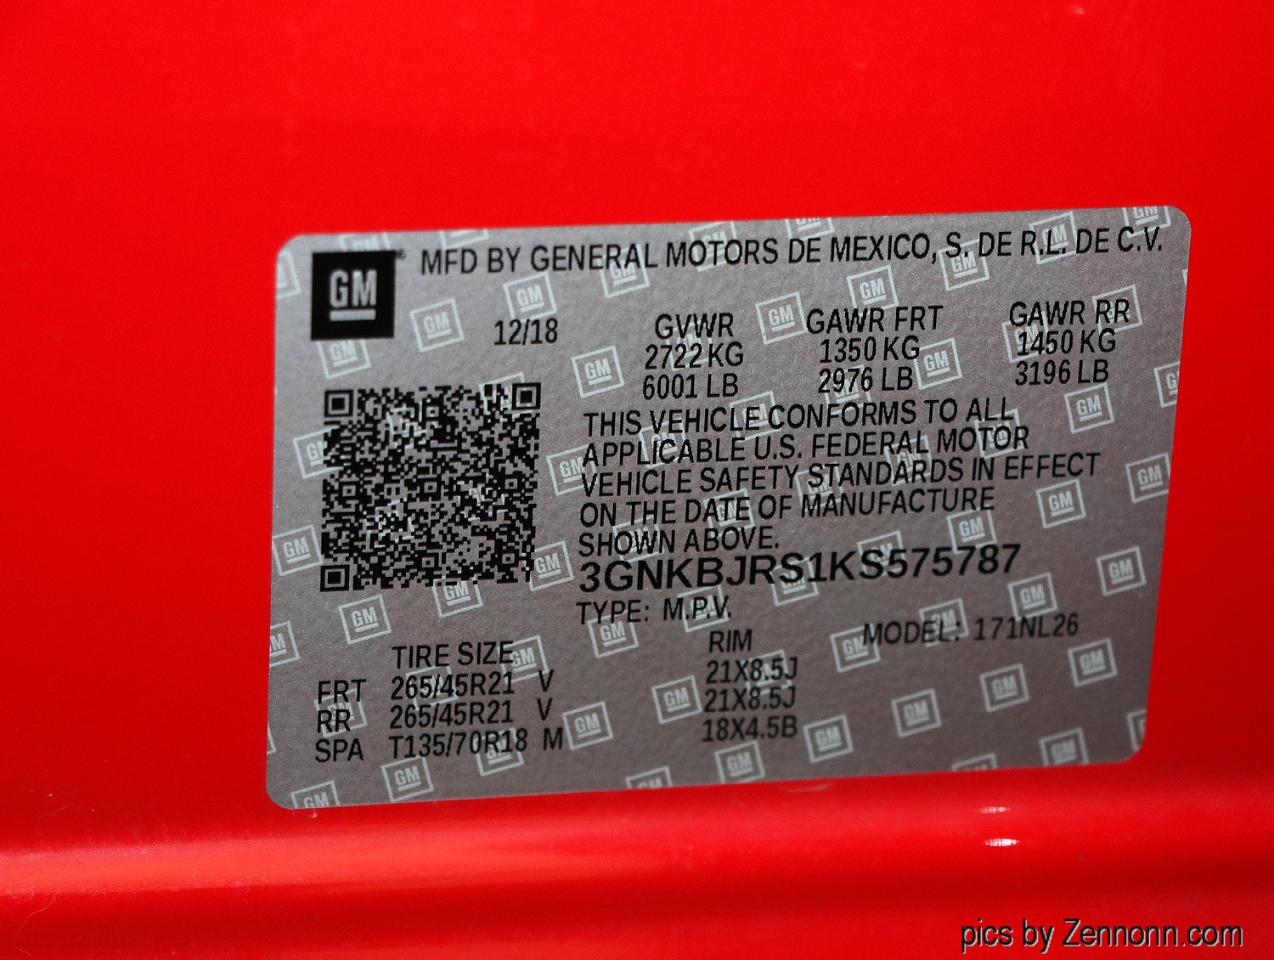 GM ® MFD BY GENERAL MOTORS DE MEXICO, S. DE R.L. DE C.V.
12/18 GVWR GAWR FRT GAWR RR
2722 KG 1350 KG 1450 KG
6001 LB 2976 LB 3196 LB
THIS VEHICLE CONFORMS TO ALL
APPLICABLE U.S. FEDERAL MOTOR
VEHICLE SAFETY STANDARDS IN EFFECT
ON THE DATE OF MANUFACTURE
SHOWN ABOVE.
3GNKBJRS1KS575787
TYPE: M.P.V.
MODEL: 171NL26
TIRE SIZE RIM
FRT 265/45R21 V 21X8.5J
RR 265/45R21 V 21X8.5J
SPA T135/70R18 M 18X4.5B
pics by Zennonn.com